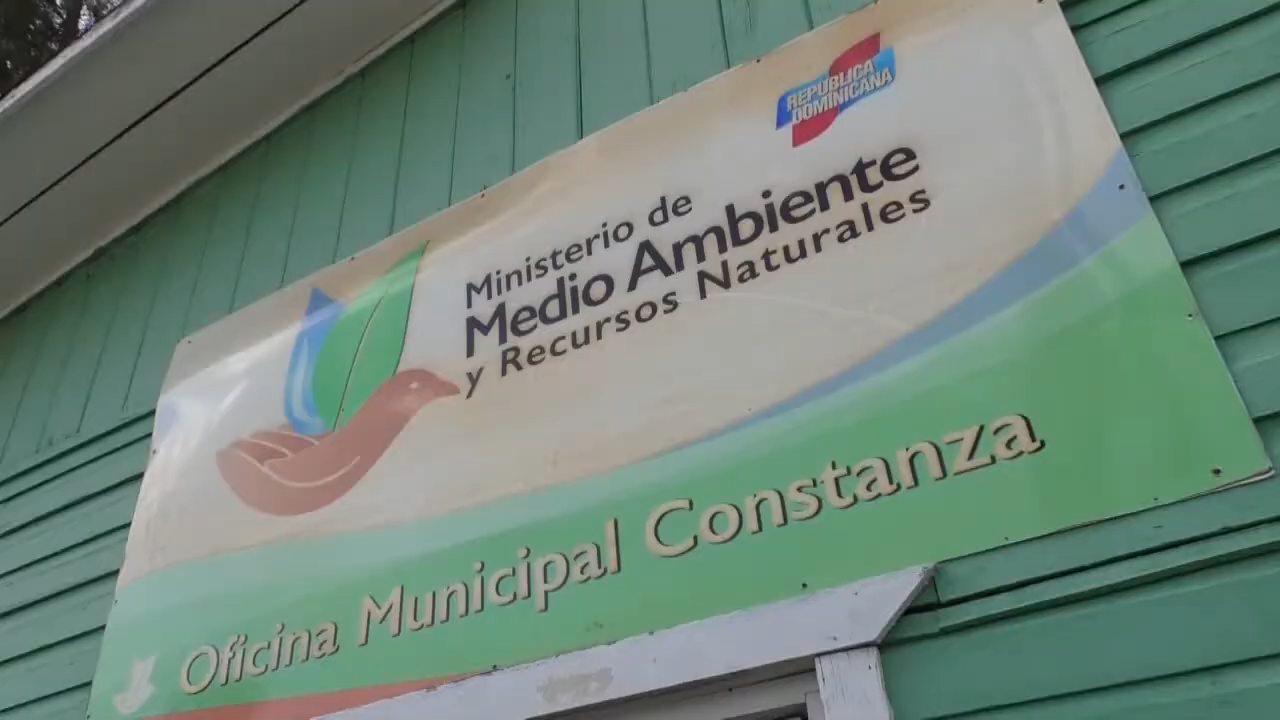 REPÚBLICA
DOMINICANA
Ministerio de
Medio Ambiente
y Recursos Naturales
Oficina Municipal Constanza